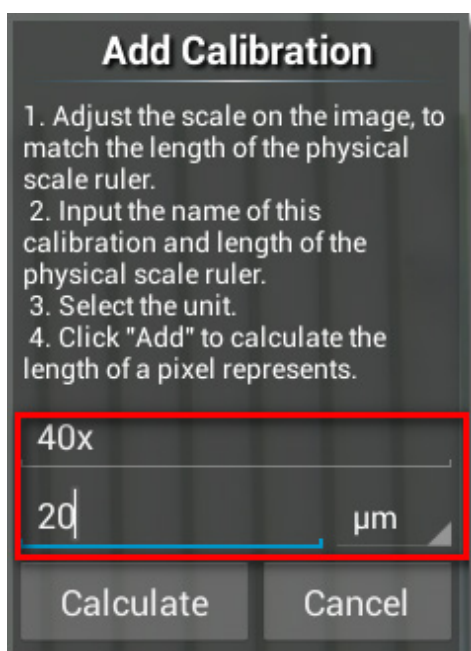 Add Calibration
1. Adjust the scale on the image, to
match the length of the physical
scale ruler.
2. Input the name of this
calibration and length of the
physical scale ruler.
3. Select the unit.
4. Click "Add" to calculate the
length of a pixel represents.
40x
20 µm
Calculate Cancel